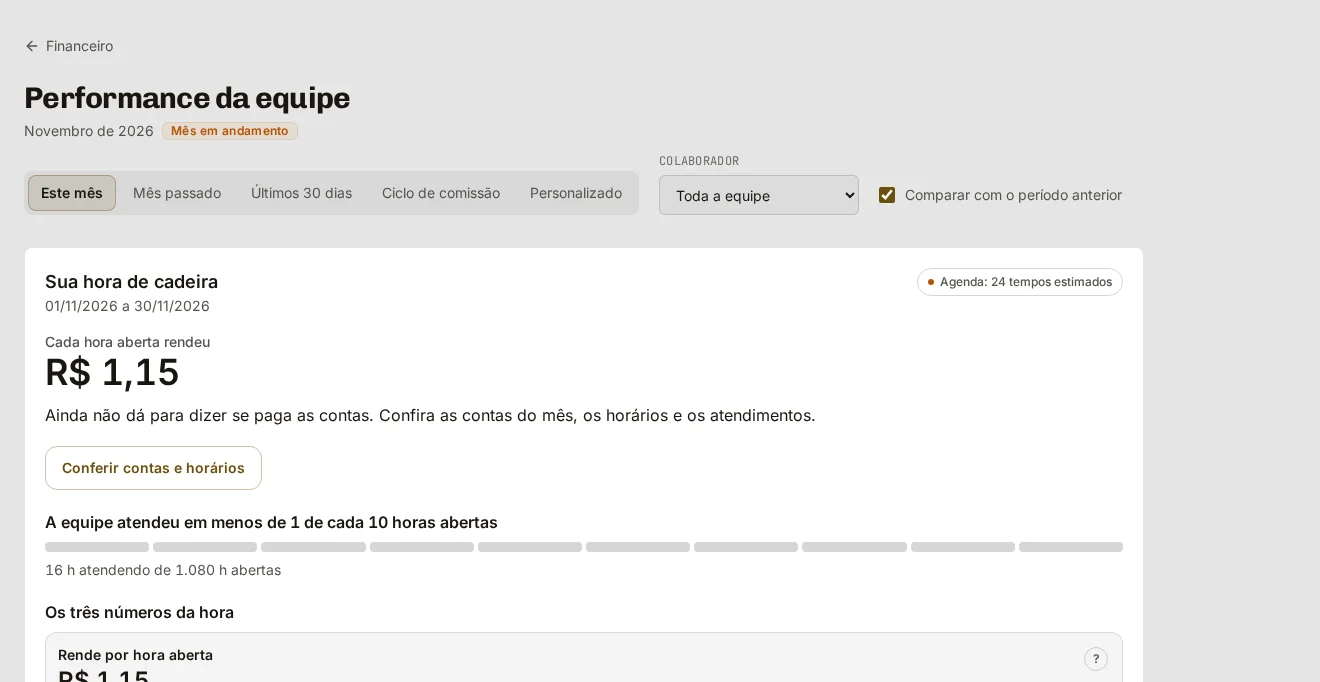 Financeiro
Performance da equipe
Novembro de 2026 Mês em andamento
COLABORADOR
Este mês Mês passado Últimos 30 dias Ciclo de comissão Personalizado Toda a equipe Comparar com o período anterior
Sua hora de cadeira Agenda: 24 tempos estimados
01/11/2026 a 30/11/2026
Cada hora aberta rendeu
R$ 1,15
Ainda não dá para dizer se paga as contas. Confira as contas do mês, os horários e os atendimentos.
Conferir contas e horários
A equipe atendeu em menos de 1 de cada 10 horas abertas
16 h atendendo de 1.080 h abertas
Os três números da hora
Rende por hora aberta ?
R$ 1,15